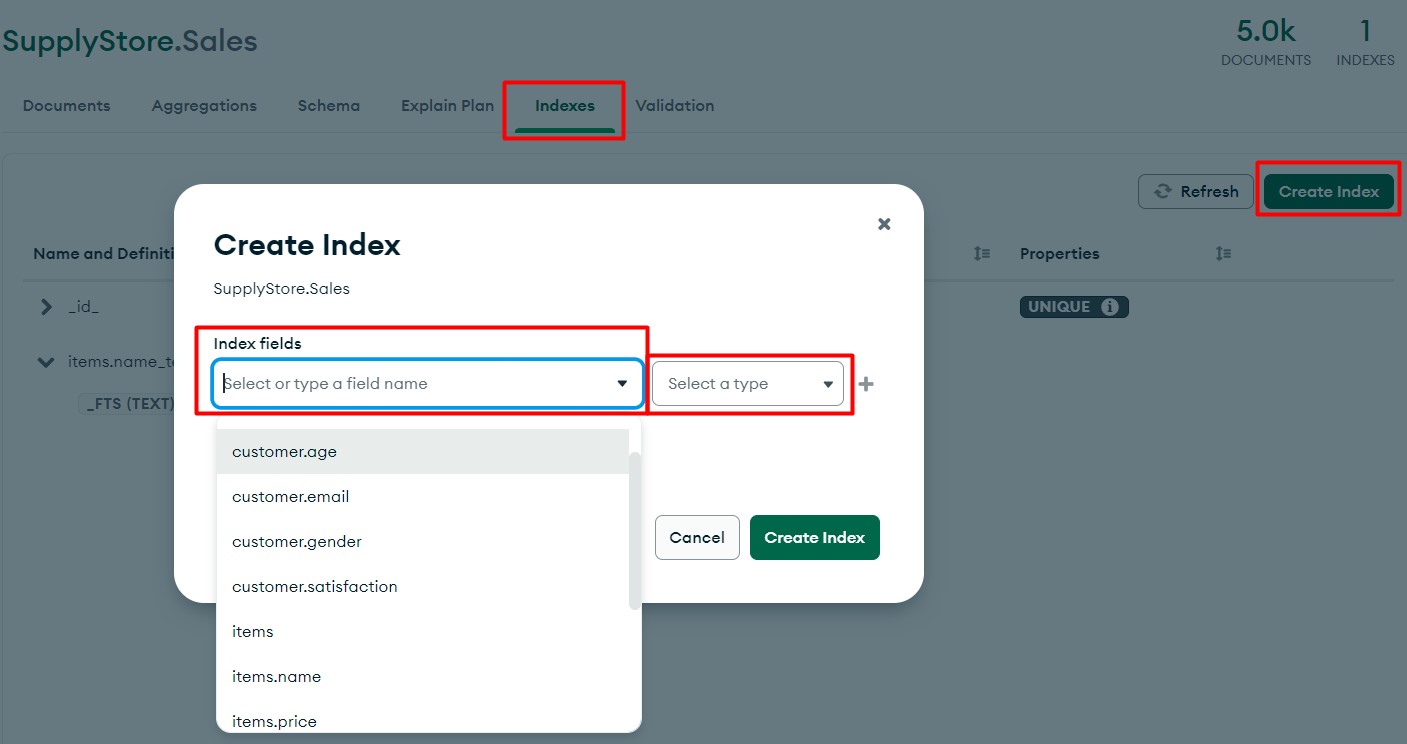 SupplyStore.Sales
5.0k 1
DOCUMENTS INDEXES
Documents Aggregations Schema Explain Plan Indexes Validation
Refresh Create Index
Name and Definiti Properties
_id_ UNIQUE
items.name_te
_FTS (TEXT)
Create Index
SupplyStore.Sales
Index fields
Select or type a field name Select a type
customer.age
customer.email
customer.gender
customer.satisfaction
items
items.name
items.price
Cancel Create Index